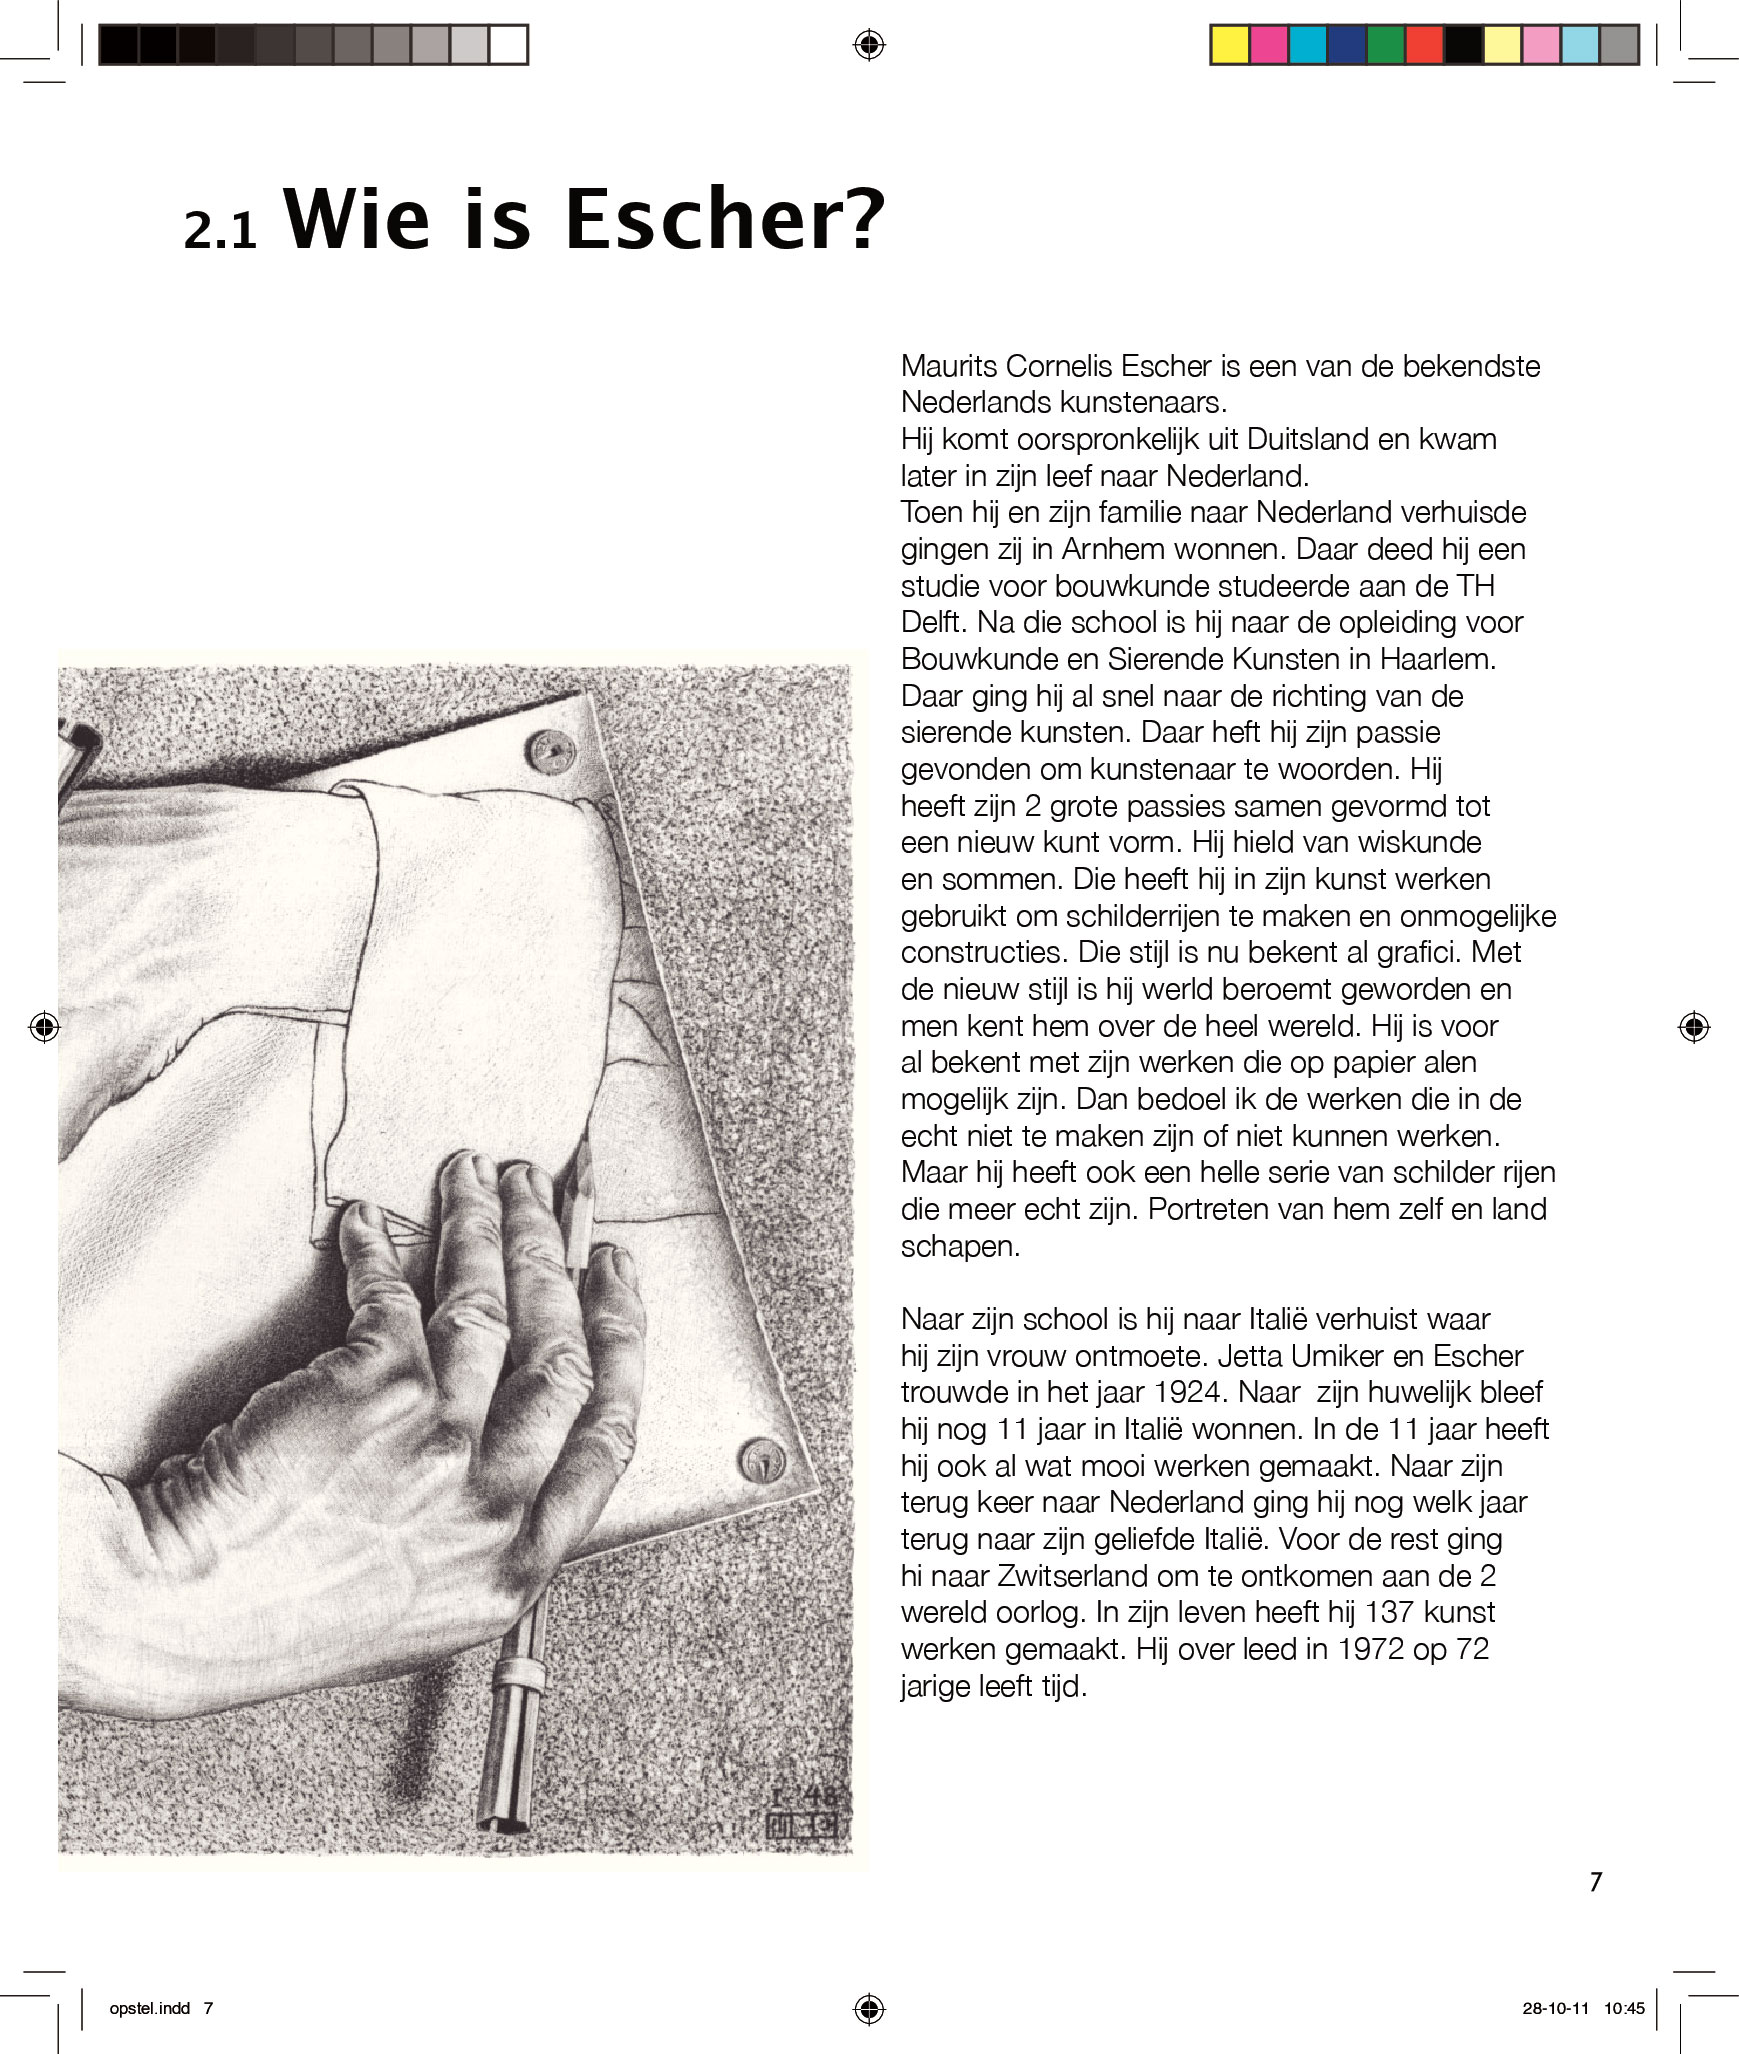 2.1 Wie is Escher?
Maurits Cornelis Escher is een van de bekendste
Nederlands kunstenaars.
Hij komt oorspronkelijk uit Duitsland en kwam
later in zijn leef naar Nederland.
Toen hij en zijn familie naar Nederland verhuisde
gingen zij in Arnhem wonnen. Daar deed hij een
studie voor bouwkunde studeerde aan de TH
Delft. Na die school is hij naar de opleiding voor
Bouwkunde en Sierende Kunsten in Haarlem.
Daar ging hij al snel naar de richting van de
sierende kunsten. Daar heft hij zijn passie
gevonden om kunstenaar te woorden. Hij
heeft zijn 2 grote passies samen gevormd tot
een nieuw kunt vorm. Hij hield van wiskunde
en sommen. Die heeft hij in zijn kunst werken
gebruikt om schilderrijen te maken en onmogelijke
constructies. Die stijl is nu bekent al grafici. Met
de nieuw stijl is hij werld beroemt geworden en
men kent hem over de heel wereld. Hij is voor
al bekent met zijn werken die op papier alen
mogelijk zijn. Dan bedoel ik de werken die in de
echt niet te maken zijn of niet kunnen werken.
Maar hij heeft ook een helle serie van schilder rijen
die meer echt zijn. Portreten van hem zelf en land
schapen.
Naar zijn school is hij naar Italië verhuist waar
hij zijn vrouw ontmoete. Jetta Umiker en Escher
trouwde in het jaar 1924. Naar  zijn huwelijk bleef
hij nog 11 jaar in Italië wonnen. In de 11 jaar heeft
hij ook al wat mooi werken gemaakt. Naar zijn
terug keer naar Nederland ging hij nog welk jaar
terug naar zijn geliefde Italië. Voor de rest ging
hi naar Zwitserland om te ontkomen aan de 2
wereld oorlog. In zijn leven heeft hij 137 kunst
werken gemaakt. Hij over leed in 1972 op 72
jarige leeft tijd.
I 48
7
opstel.indd 7
28-10-11 10:45